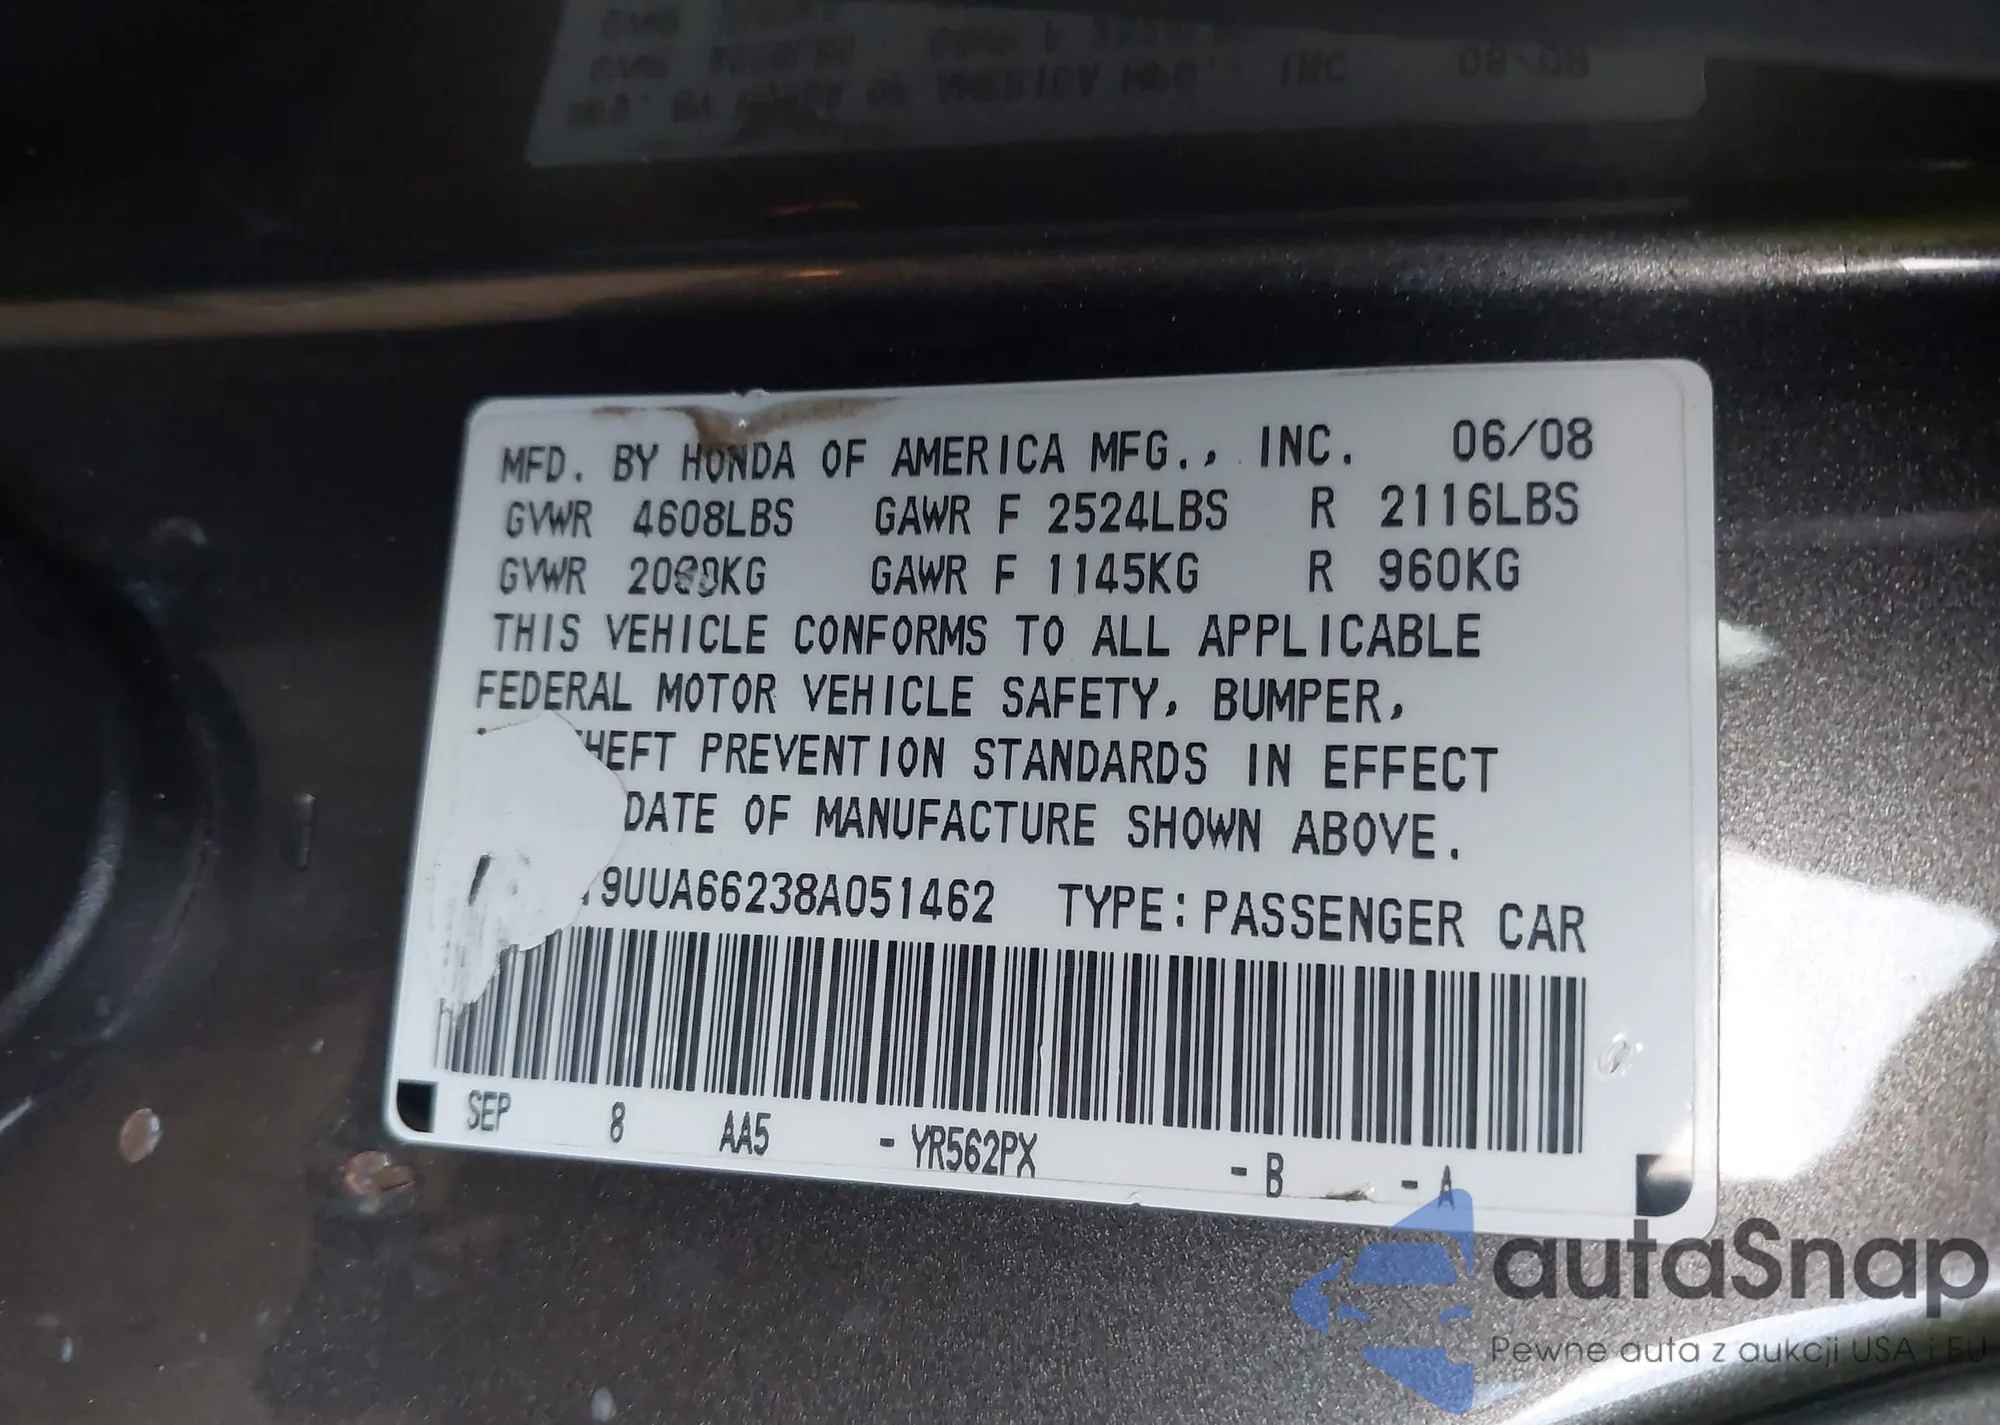 MFD. BY HONDA OF AMERICA MFG., INC. 06/08
GVWR 4608LBS GAWR F 2524LBS R 2116LBS
GVWR GAWR F 1145KG R 960KG
THIS VEHICLE CONFORMS TO ALL APPLICABLE
FEDERAL MOTOR VEHICLE SAFETY, BUMPER,
HEFT PREVENTION STANDARDS IN EFFECT
DATE OF MANUFACTURE SHOWN ABOVE.
19UUA66238A051462 TYPE: PASSENGER CAR
SEP 8 AA5 - YR562PX - B - A
autaSnap
Pewne auta z aukcji USA i EU